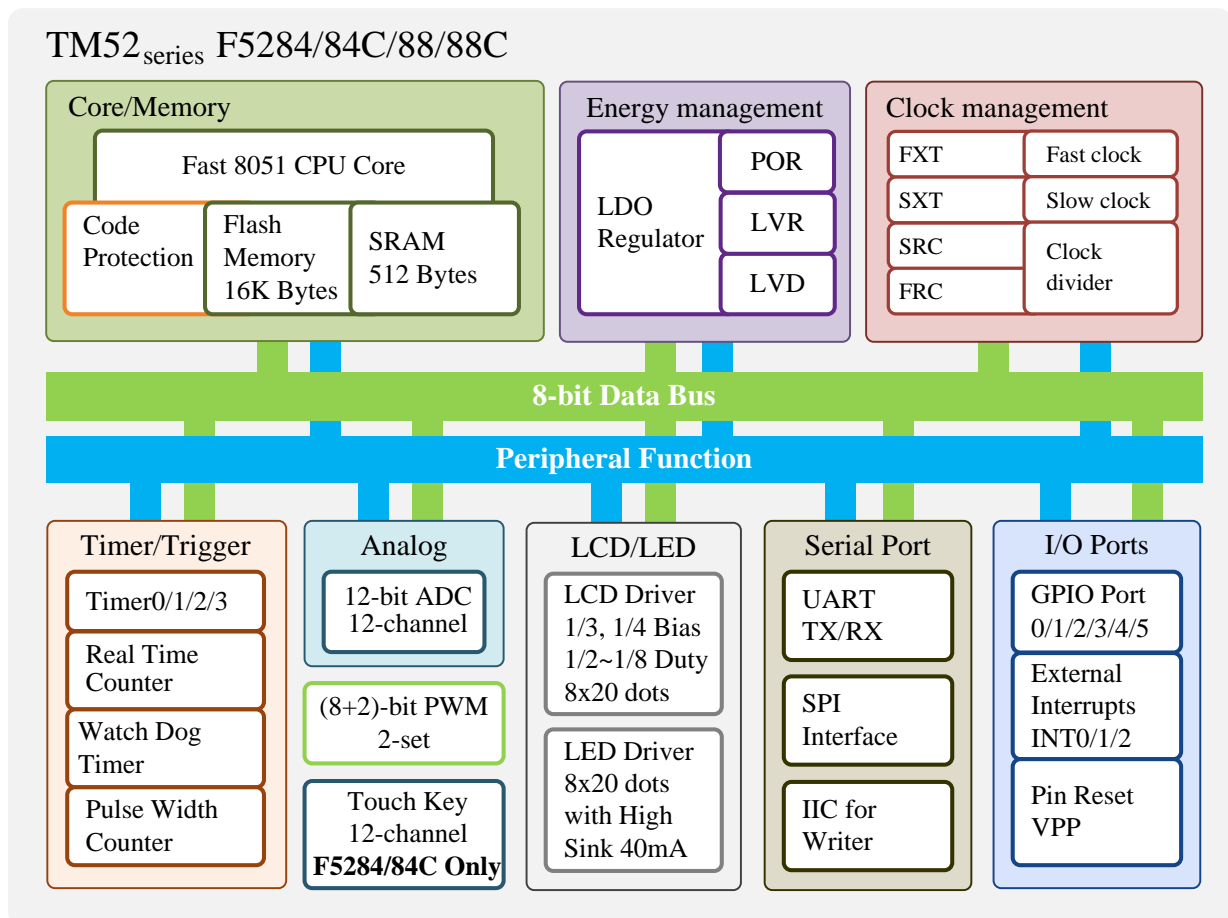 TM52series F5284/84C/88/88C
Core/Memory
Fast 8051 CPU Core
Code
Protection
Flash
Memory
16K Bytes
SRAM
512 Bytes
Energy management
LDO
Regulator
POR
LVR
LVD
Clock management
FXT
SXT
SRC
FRC
Fast clock
Slow clock
Clock
divider
8-bit Data Bus
Peripheral Function
Timer/Trigger
Timer0/1/2/3
Real Time
Counter
Watch Dog
Timer
Pulse Width
Counter
Analog
12-bit ADC
12-channel
(8+2)-bit PWM
2-set
Touch Key
12-channel
F5284/84C Only
LCD/LED
LCD Driver
1/3, 1/4 Bias
1/2~1/8 Duty
8x20 dots
LED Driver
8x20 dots
with High
Sink 40mA
Serial Port
UART
TX/RX
SPI
Interface
IIC for
Writer
I/O Ports
GPIO Port
0/1/2/3/4/5
External
Interrupts
INT0/1/2
Pin Reset
VPP